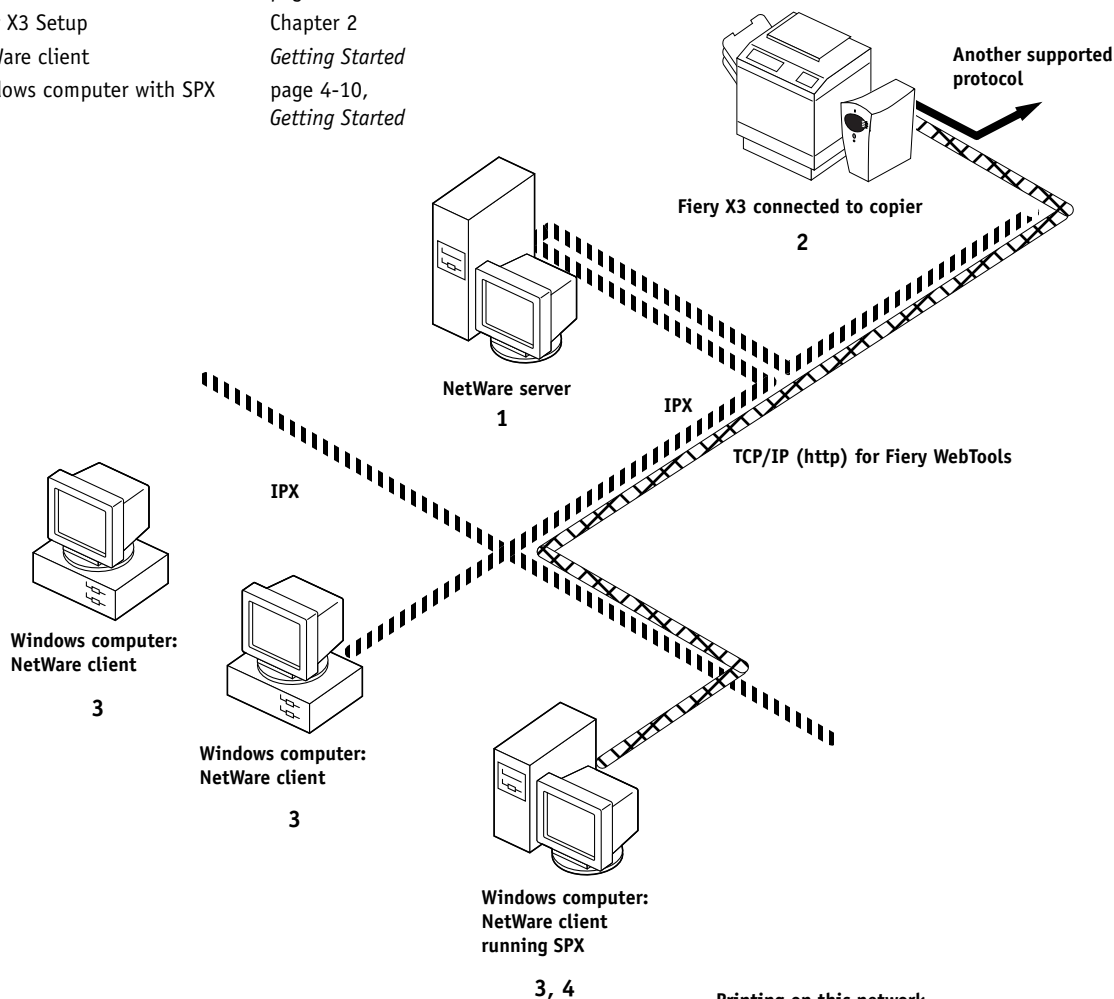 X3 Setup Chapter 2
Ware client Getting Started
dows computer with SPX page 4-10,
Getting Started
Another supported
protocol
Fiery X3 connected to copier
2
NetWare server
1
IPX
TCP/IP (http) for Fiery WebTools
IPX
Windows computer:
NetWare client
3
Windows computer:
NetWare client
3
Windows computer:
NetWare client
running SPX
3, 4